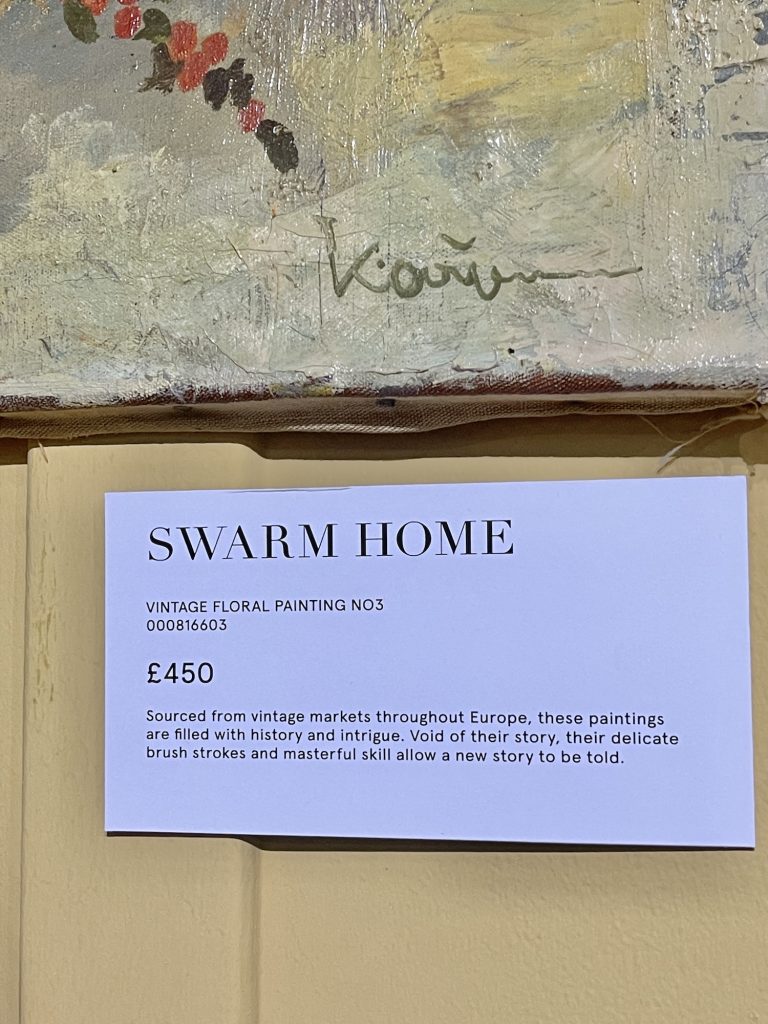 SWARM HOME
VINTAGE FLORAL PAINTING NO3
000816603
£450
Sourced from vintage markets throughout Europe, these paintings
are filled with history and intrigue. Void of their story, their delicate
brush strokes and masterful skill allow a new story to be told.